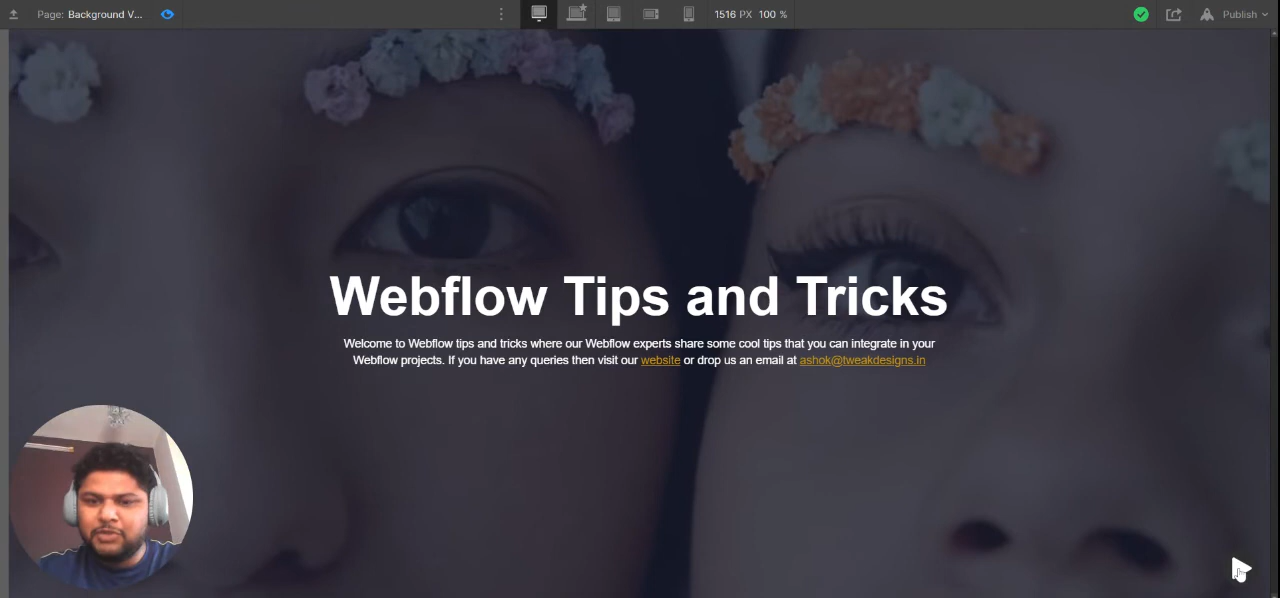 Page: Background V... 1516 PX 100 % Publish
Webflow Tips and Tricks
Welcome to Webflow tips and tricks where our Webflow experts share some cool tips that you can integrate in your
Webflow projects. If you have any queries then visit our website or drop us an email at ashok@tweakdesigns.in